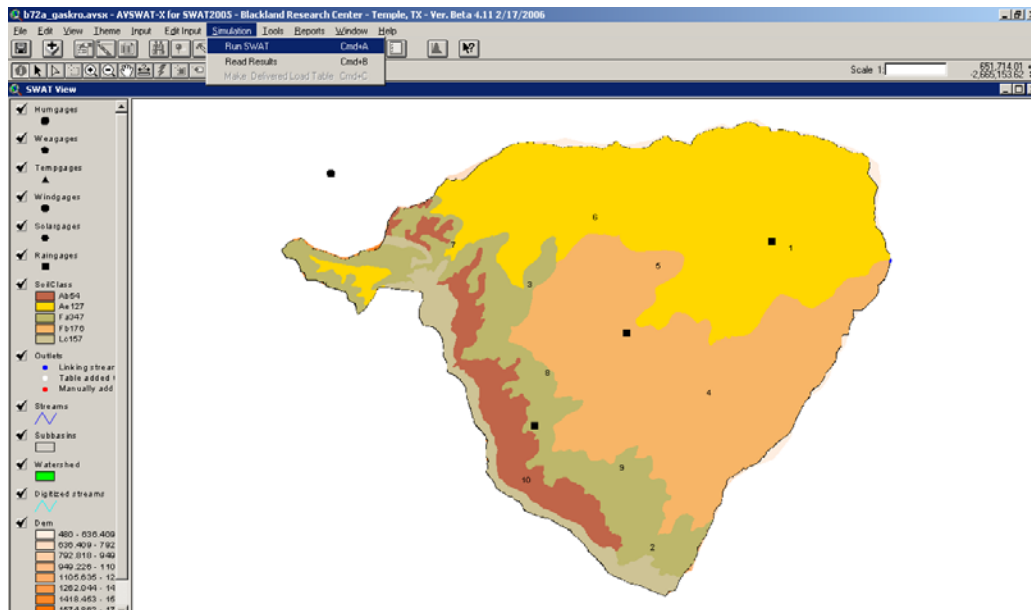 b72a_gaskro.avsx - AVSWAT-X for SWAT2005 - Blackland Research Center - Temple, TX - Ver. Beta 4.11 2/17/2006
File Edit View Theme Input Edit Input Simulation Tools Reports Window Help
Run SWAT Cmd+A
Read Results Cmd+B
Make Delivered Load Table Cmd+C
Scale 1:
651,714.01
-2,665,153.62
SWAT View
Humgages
Weagages
Tempgages
Windgages
Solargages
Raingages
SoilClass
Ab54
Ae127
Fa347
Fb176
Lc157
Outlets
Linking strear
Table added
Manually add
Streams
Subbasins
Watershed
Digitized streams
Dem
480 - 636.409
636.409 - 792
792.818 - 949
949.226 - 110
1105.635 - 12
1262.044 - 14
1418.453 - 15
6
1
7
5
3
8
4
9
10
2